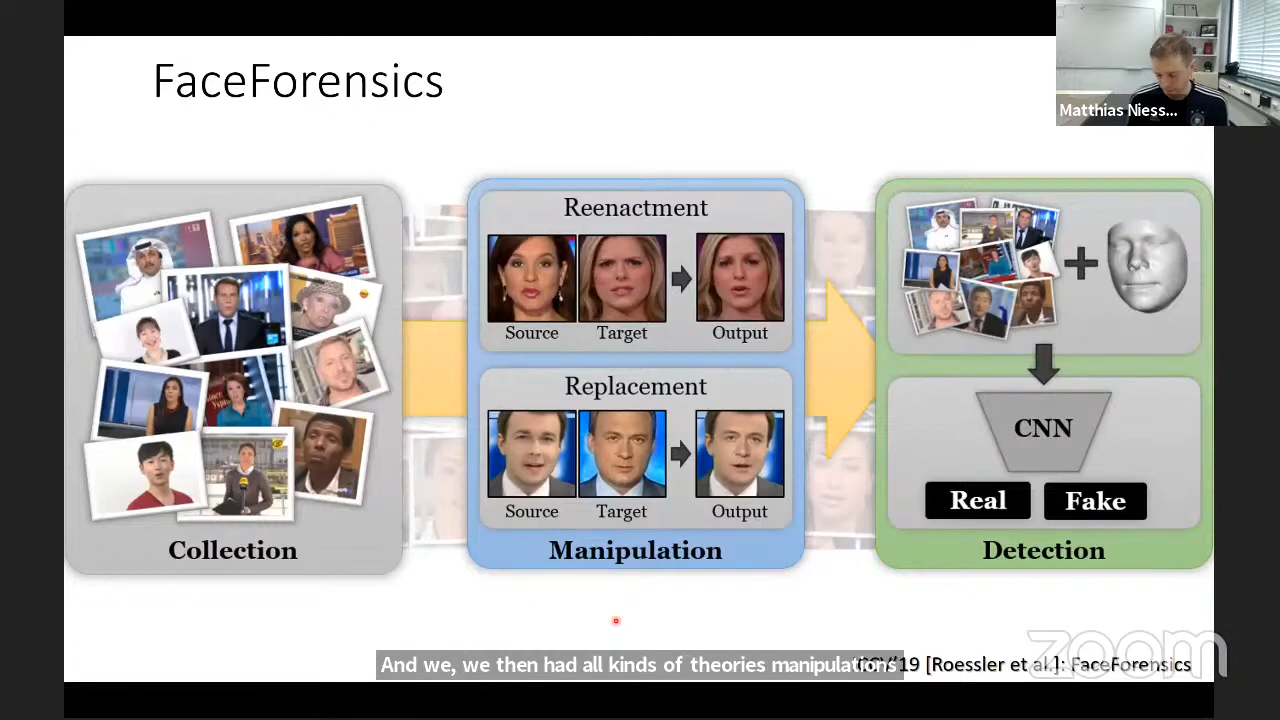 FaceForensics
Matthias Niess...
Reenactment
Source
Target
Output
Replacement
Source
Target
Output
Collection
Manipulation
CNN
Real
Fake
Detection
And we, we then had all kinds of theories manipulations
'19 [Roessler et al.]: FaceForensics
zoom